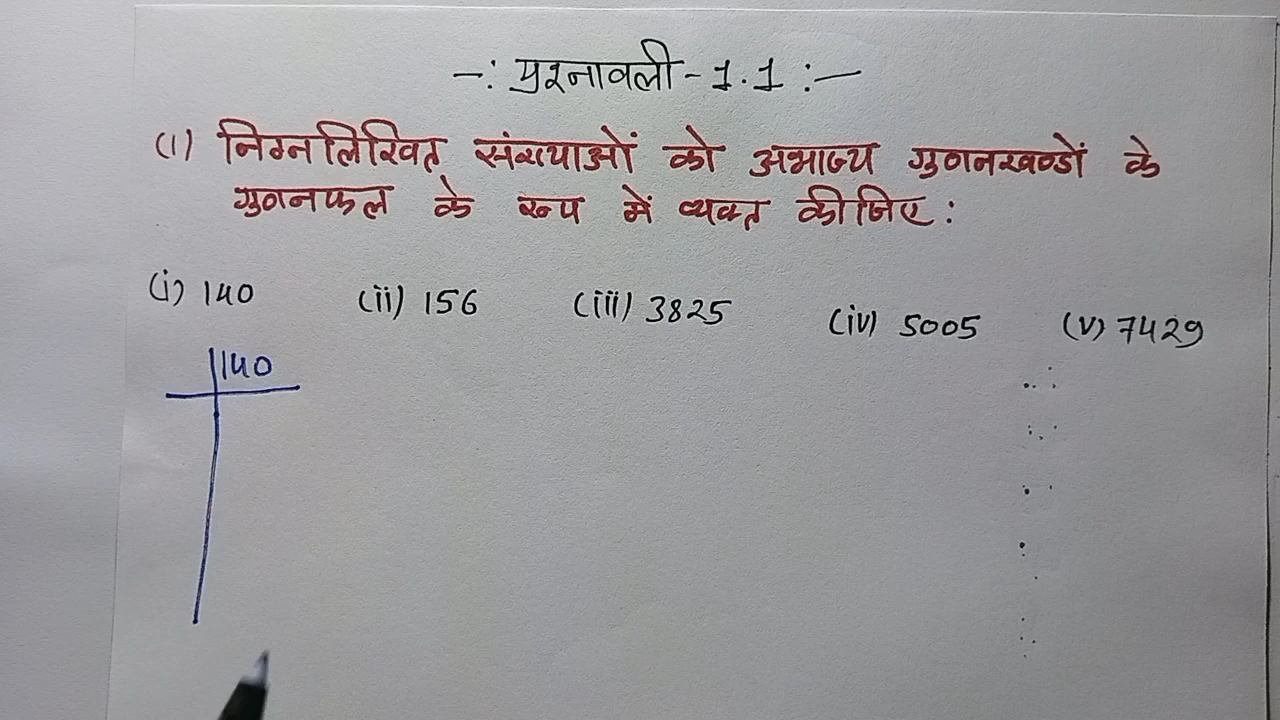 -: प्रश्नावली - 1.1 :-
(1) निम्नलिखित संख्याओं को अभाज्य गुणनखण्डों के
गुणनफल के रूप में व्यक्त कीजिए :
(i) 140 (ii) 156 (iii) 3825 (iv) 5005 (v) 7429
140